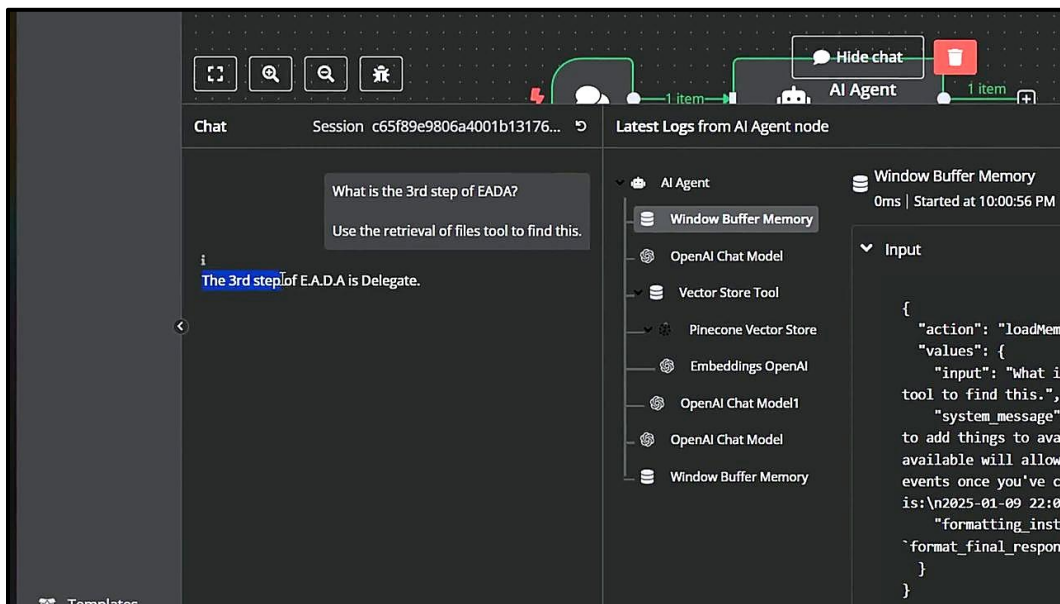 Hide chat
1 item
AI Agent
1 item
Chat
Session c65f89e9806a4001b13176...
Latest Logs from AI Agent node
What is the 3rd step of EADA?
Use the retrieval of files tool to find this.
The 3rd step of E.A.D.A is Delegate.
AI Agent
Window Buffer Memory
OpenAI Chat Model
Vector Store Tool
Pinecone Vector Store
Embeddings OpenAI
OpenAI Chat Model1
OpenAI Chat Model
Window Buffer Memory
Window Buffer Memory
0ms | Started at 10:00:56 PM
Input
{
"action": "loadMem
"values": {
"input": "What i
tool to find this.",
"system_message"
to add things to ava
available will allow
events once you've c
is:\n2025-01-09 22:0
"formatting_inst
`format_final_respon
}
}
Templates